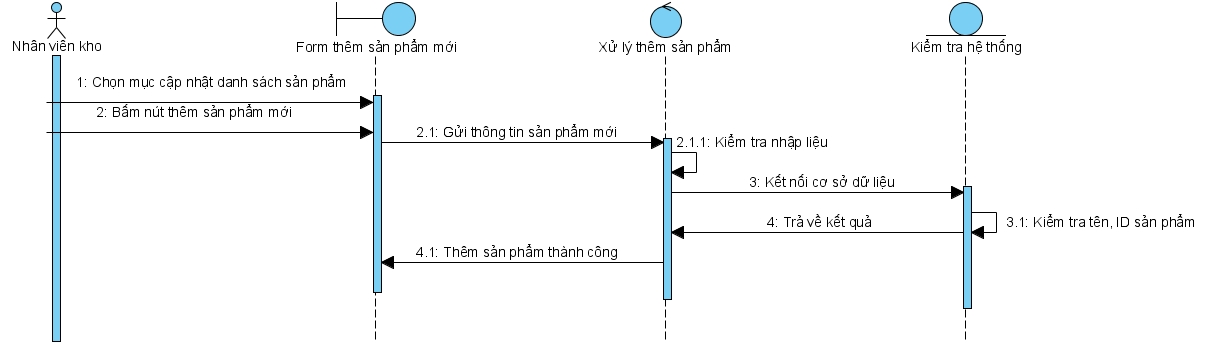 Nhân viên kho
Form thêm sản phẩm mới
Xử lý thêm sản phẩm
Kiểm tra hệ thống
1: Chọn mục cập nhật danh sách sản phẩm
2: Bấm nút thêm sản phẩm mới
2.1: Gửi thông tin sản phẩm mới
2.1.1: Kiểm tra nhập liệu
3: Kết nối cơ sở dữ liệu
4: Trả về kết quả
3.1: Kiểm tra tên, ID sản phẩm
4.1: Thêm sản phẩm thành công